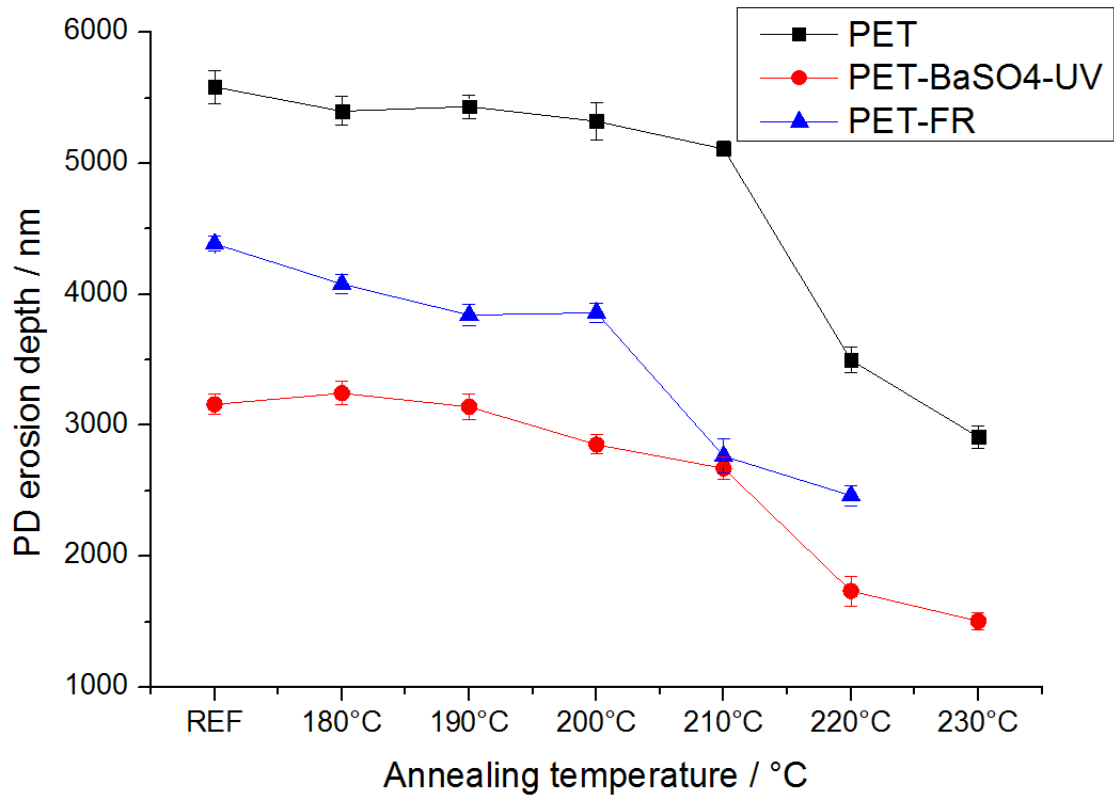 PET
PET-BaSO4-UV
PET-FR
6000
5000
4000
3000
2000
1000
PD erosion depth / nm
REF 180°C 190°C 200°C 210°C 220°C 230°C
Annealing temperature / °C